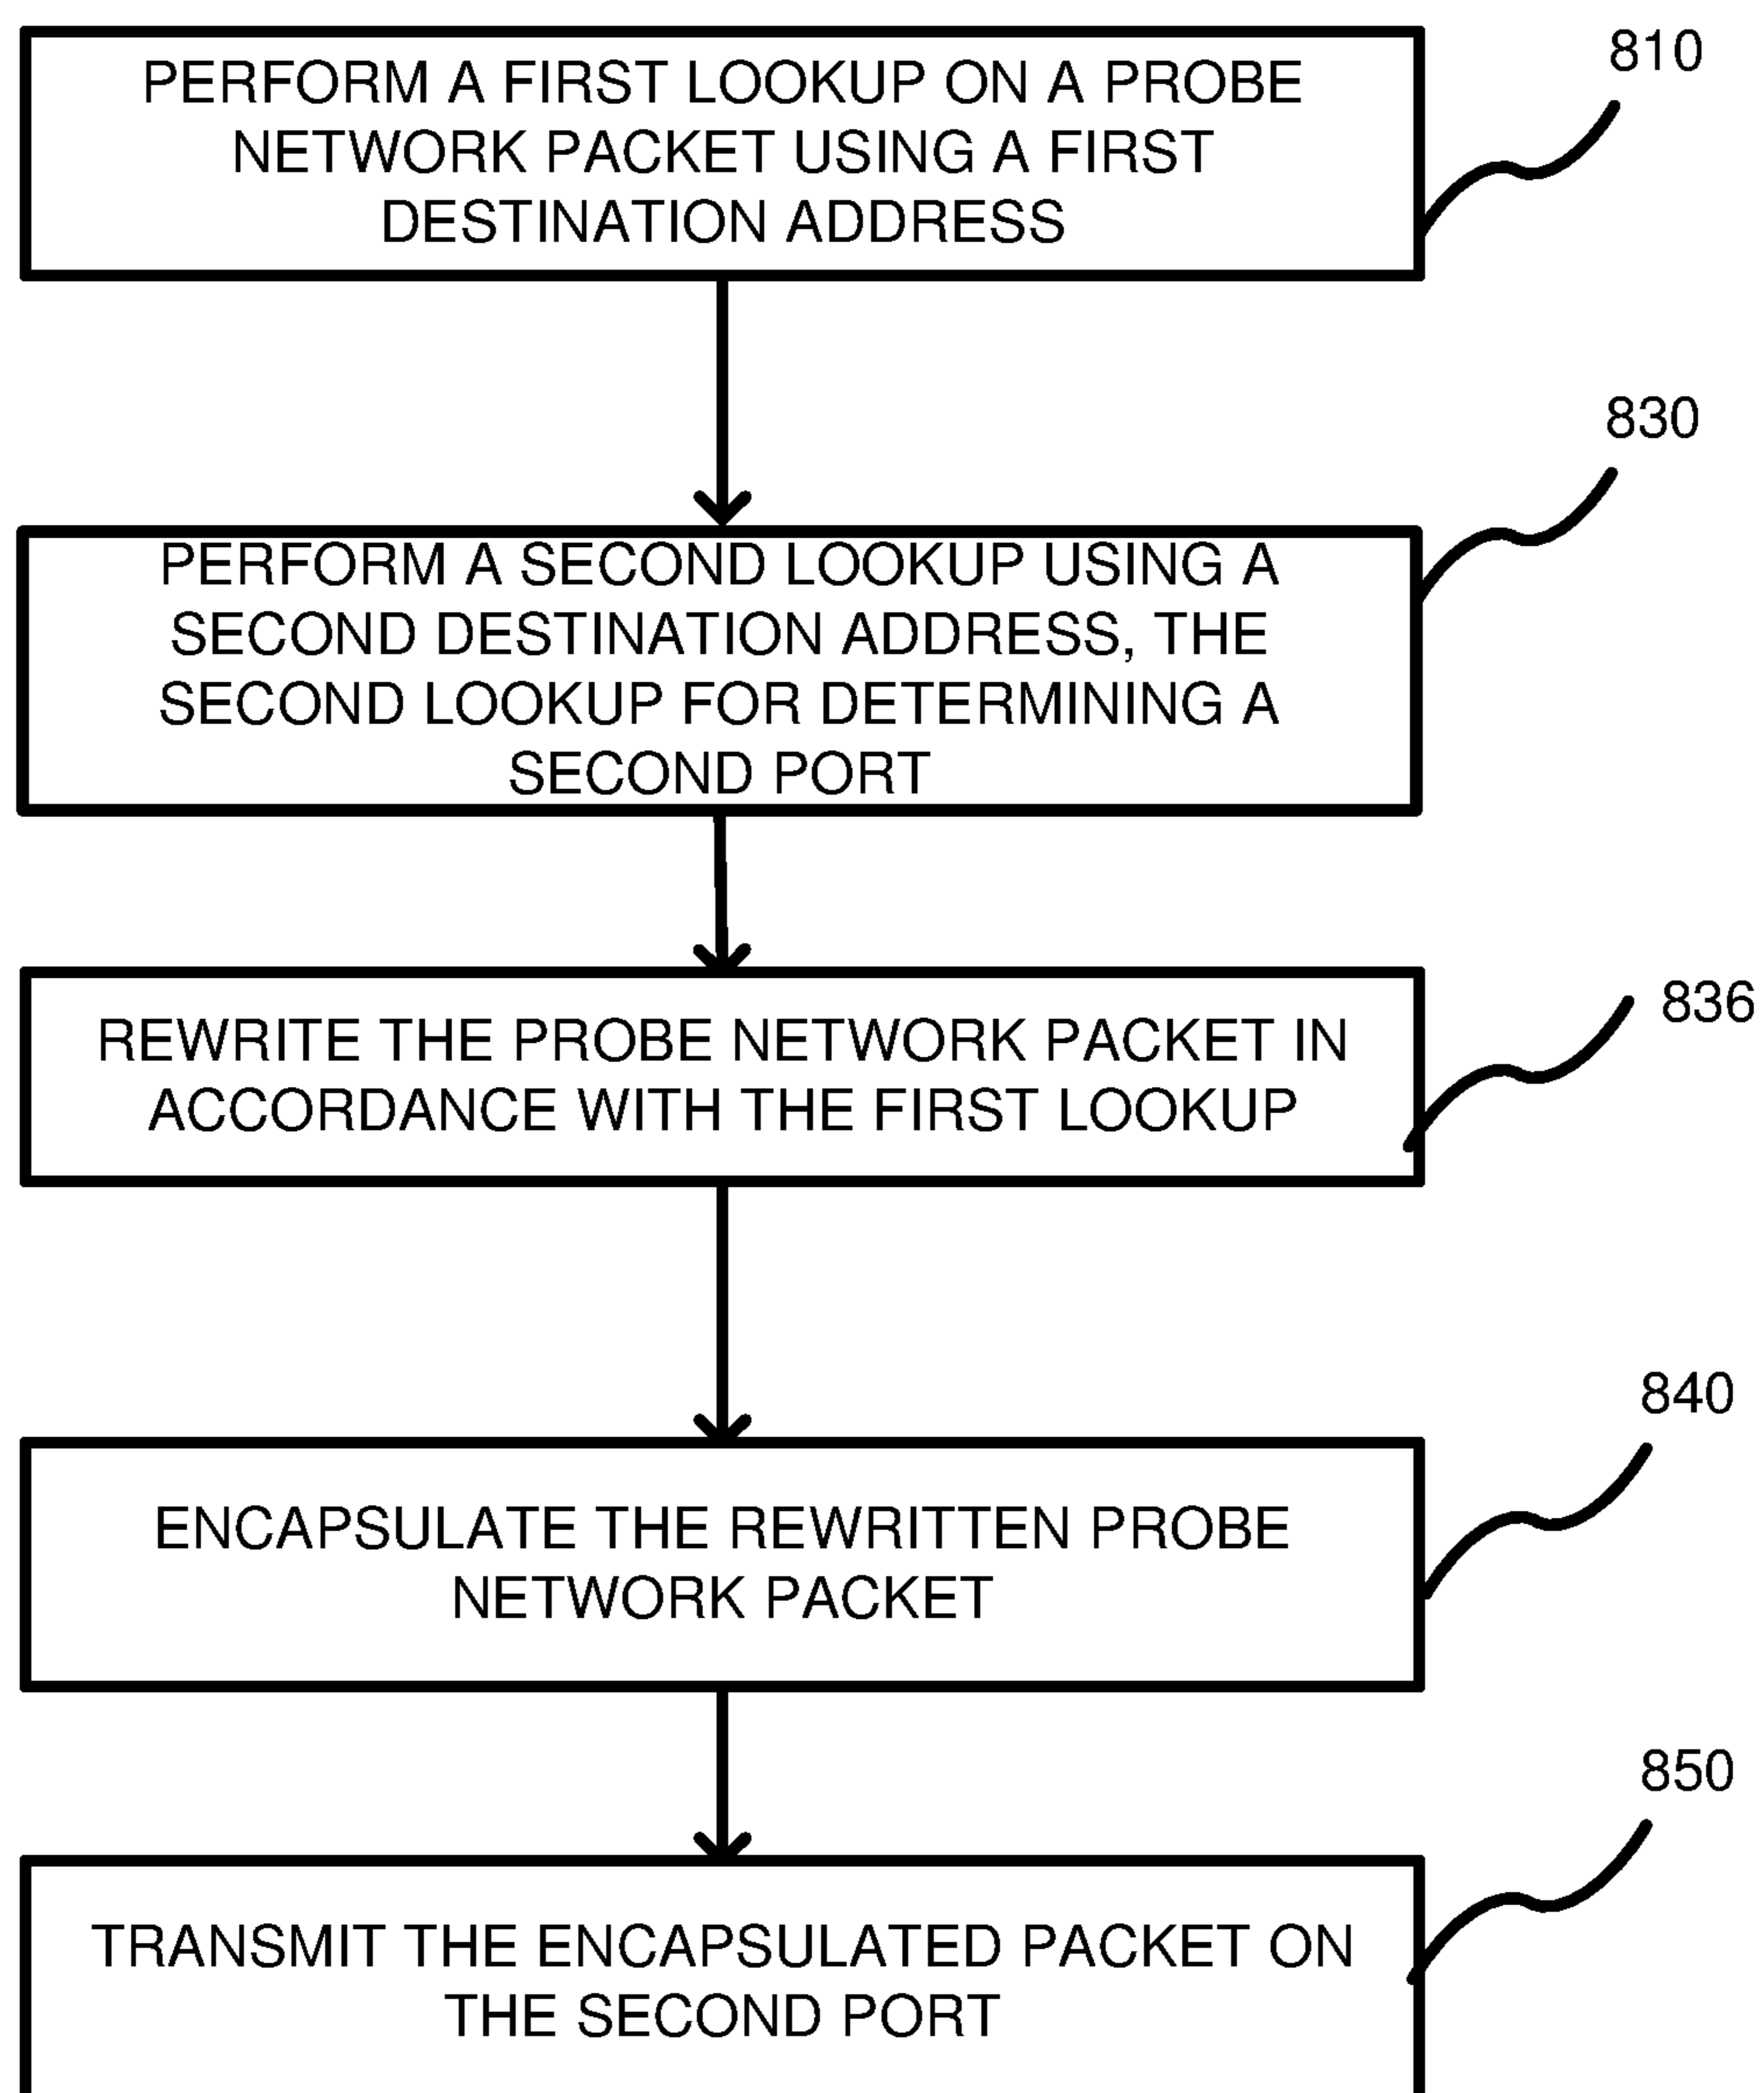 810
PERFORM A FIRST LOOKUP ON A PROBE
NETWORK PACKET USING A FIRST
DESTINATION ADDRESS
830
PERFORM A SECOND LOOKUP USING A
SECOND DESTINATION ADDRESS, THE
SECOND LOOKUP FOR DETERMINING A
SECOND PORT
836
REWRITE THE PROBE NETWORK PACKET IN
ACCORDANCE WITH THE FIRST LOOKUP
840
ENCAPSULATE THE REWRITTEN PROBE
NETWORK PACKET
850
TRANSMIT THE ENCAPSULATED PACKET ON
THE SECOND PORT